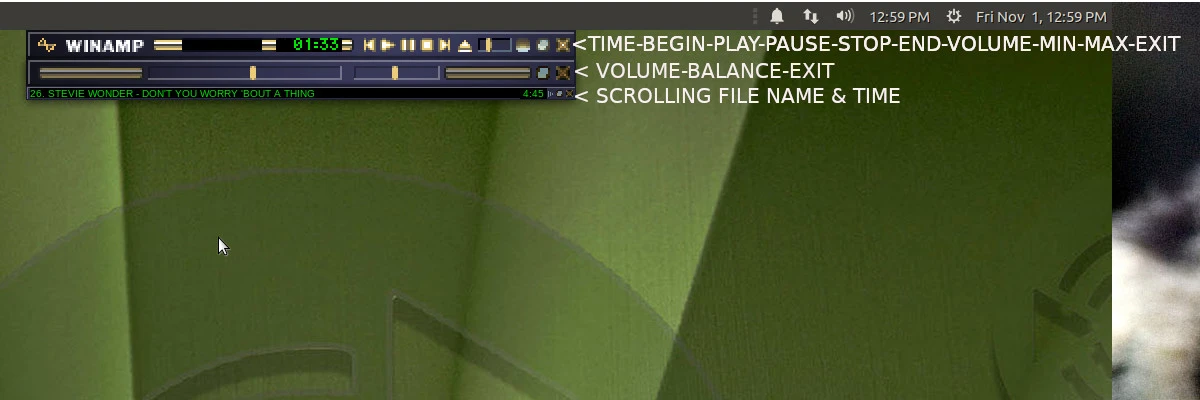 12:59 PM Fri Nov 1, 12:59 PM
WINAMP 01:33 <TIME-BEGIN-PLAY-PAUSE-STOP-END-VOLUME-MIN-MAX-EXIT
< VOLUME-BALANCE-EXIT
26. STEVIE WONDER - DON'T YOU WORRY 'BOUT A THING 4:45 < SCROLLING FILE NAME & TIME